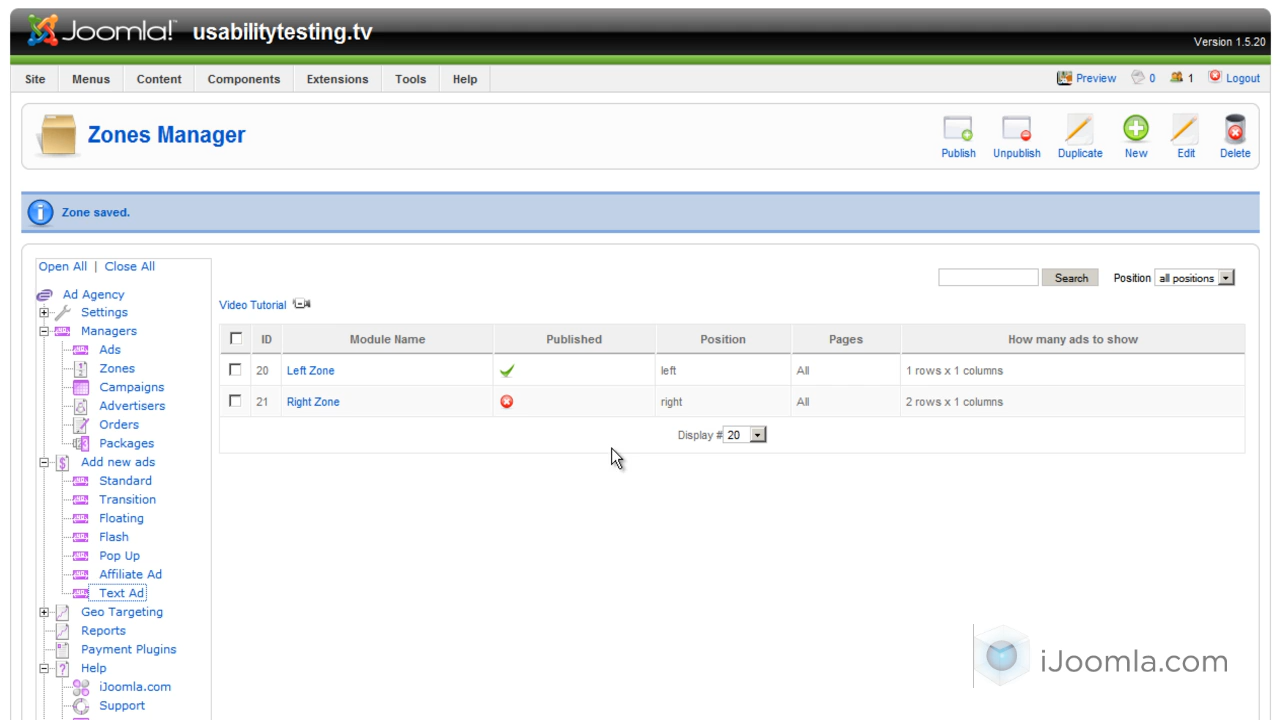 Joomla! usabilitytesting.tv
Version 1.5.20
Site Menus Content Components Extensions Tools Help Preview 0 1 Logout
Zones Manager
Publish Unpublish Duplicate New Edit Delete
Zone saved.
Open All | Close All
Ad Agency
Settings
Managers
Ads
Zones
Campaigns
Advertisers
Orders
Packages
Add new ads
Standard
Transition
Floating
Flash
Pop Up
Affiliate Ad
Text Ad
Geo Targeting
Reports
Payment Plugins
Help
iJoomla.com
Support
Search Position all positions
Video Tutorial
ID Module Name Published Position Pages How many ads to show
20 Left Zone left All 1 rows x 1 columns
21 Right Zone right All 2 rows x 1 columns
Display # 20
iJoomla.com